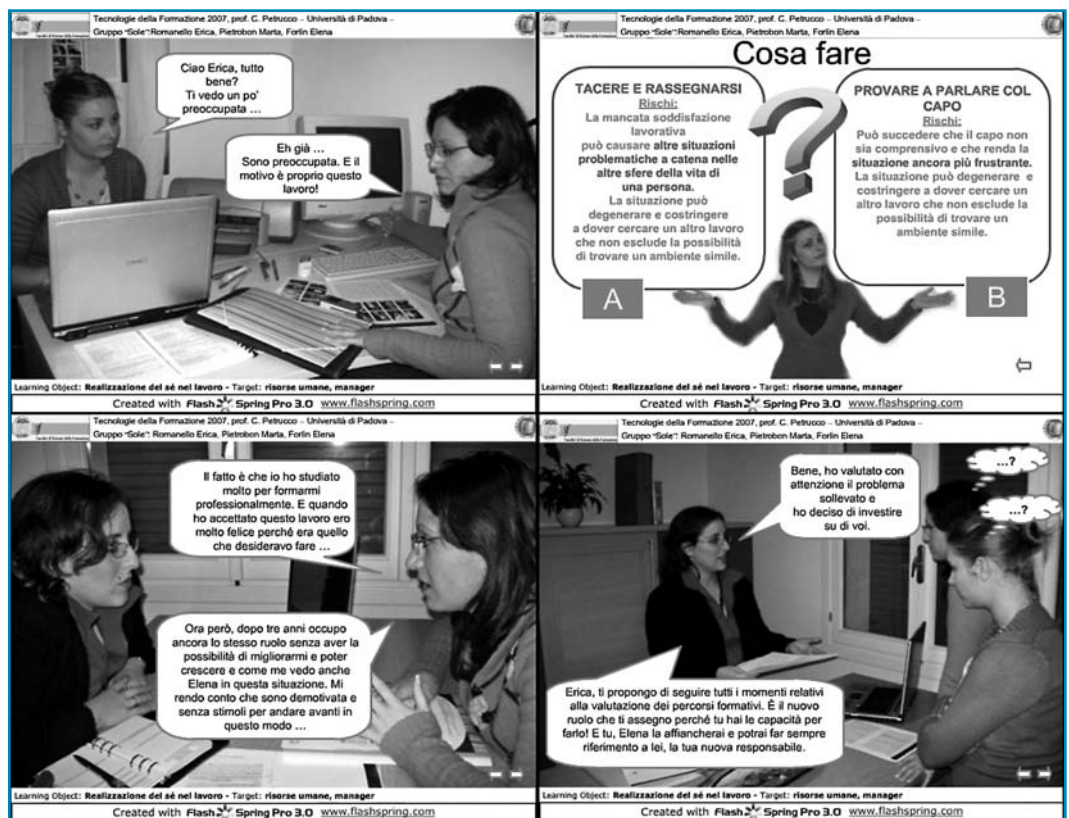 Tecnologie della Formazione 2007, prof. C. Petrucco – Università di Padova –
Gruppo "Sole":Romanello Erica, Pietrobon Marta, Forlin Elena
Ciao Erica, tutto
bene?
Ti vedo un po'
preoccupata ...
Eh già ...
Sono preoccupata. E il
motivo è proprio questo
lavoro!
Learning Object: Realizzazione del sé nel lavoro - Target: risorse umane, manager
Created with Flash Spring Pro 3.0 www.flashspring.com
Tecnologie della Formazione 2007, prof. C. Petrucco – Università di Padova –
Gruppo "Sole":Romanello Erica, Pietrobon Marta, Forlin Elena
Cosa fare
TACERE E RASSEGNARSI
Rischi:
La mancata soddisfazione
lavorativa
può causare altre situazioni
problematiche a catena nelle
altre sfere della vita di
una persona.
La situazione può
degenerare e costringere
a dover cercare un altro lavoro
che non esclude la possibilità
di trovare un ambiente simile.
A
PROVARE A PARLARE COL
CAPO
Rischi:
Può succedere che il capo non
sia comprensivo e che renda la
situazione ancora più frustrante.
La situazione può degenerare e
costringere a dover cercare un
altro lavoro che non esclude la
possibilità di trovare un
ambiente simile.
B
Learning Object: Realizzazione del sé nel lavoro - Target: risorse umane, manager
Created with Flash Spring Pro 3.0 www.flashspring.com
Tecnologie della Formazione 2007, prof. C. Petrucco – Università di Padova –
Gruppo "Sole": Romanello Erica, Pietrobon Marta, Forlin Elena
Il fatto è che io ho studiato
molto per formarmi
professionalmente. E quando
ho accettato questo lavoro ero
molto felice perché era quello
che desideravo fare ...
Ora però, dopo tre anni occupo
ancora lo stesso ruolo senza aver la
possibilità di migliorarmi e poter
crescere e come me vedo anche
Elena in questa situazione. Mi
rendo conto che sono demotivata e
senza stimoli per andare avanti in
questo modo ...
Learning Object: Realizzazione del sé nel lavoro - Target: risorse umane, manager
Created with Flash Spring Pro 3.0 www.flashspring.com
Tecnologie della Formazione 2007, prof. C. Petrucco – Università di Padova –
Gruppo "Sole": Romanello Erica, Pietrobon Marta, Forlin Elena
Bene, ho valutato con
attenzione il problema
sollevato e
ho deciso di investire
su di voi.
...?
...?
Erica, ti propongo di seguire tutti i momenti relativi
alla valutazione dei percorsi formativi. È il nuovo
ruolo che ti assegno perché tu hai le capacità per
farlo! E tu, Elena la affiancherai e potrai far sempre
riferimento a lei, la tua nuova responsabile.
Learning Object: Realizzazione del sé nel lavoro - Target: risorse umane, manager
Created with Flash Spring Pro 3.0 www.flashspring.com